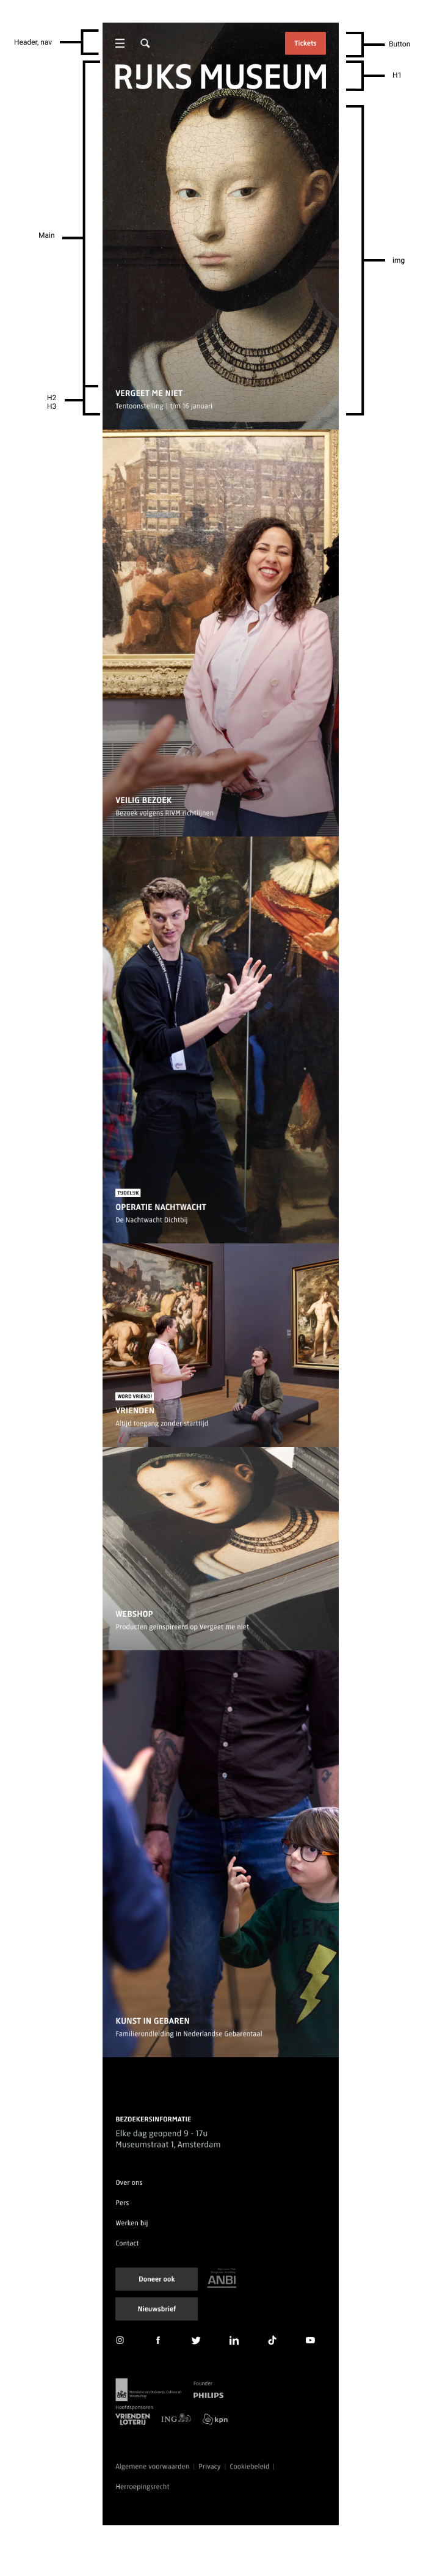 Header, nav
Button
Tickets
H1
RIJKS MUSEUM
Main
img
H2
H3
VERGEET ME NIET
Tentoonstelling | t/m 16 januari
VEILIG BEZOEK
Bezoek volgens RIVM richtlijnen
TIJDELIJK
OPERATIE NACHTWACHT
De Nachtwacht Dichtbij
WORD VRIEND!
VRIENDEN
Altijd toegang zonder starttijd
WEBSHOP
Producten geïnspireerd op Vergeet me niet
KUNST IN GEBAREN
Familierondleiding in Nederlandse Gebarentaal
BEZOEKERSINFORMATIE
Elke dag geopend 9 - 17u
Museumstraat 1, Amsterdam
Over ons
Pers
Werken bij
Contact
Doneer ook
ANBI
Nieuwsbrief
Founder
PHILIPS
Hoofdsponsoren
VRIENDEN
LOTERIJ
ING
kpn
Algemene voorwaarden | Privacy | Cookiebeleid |
Herroepingsrecht